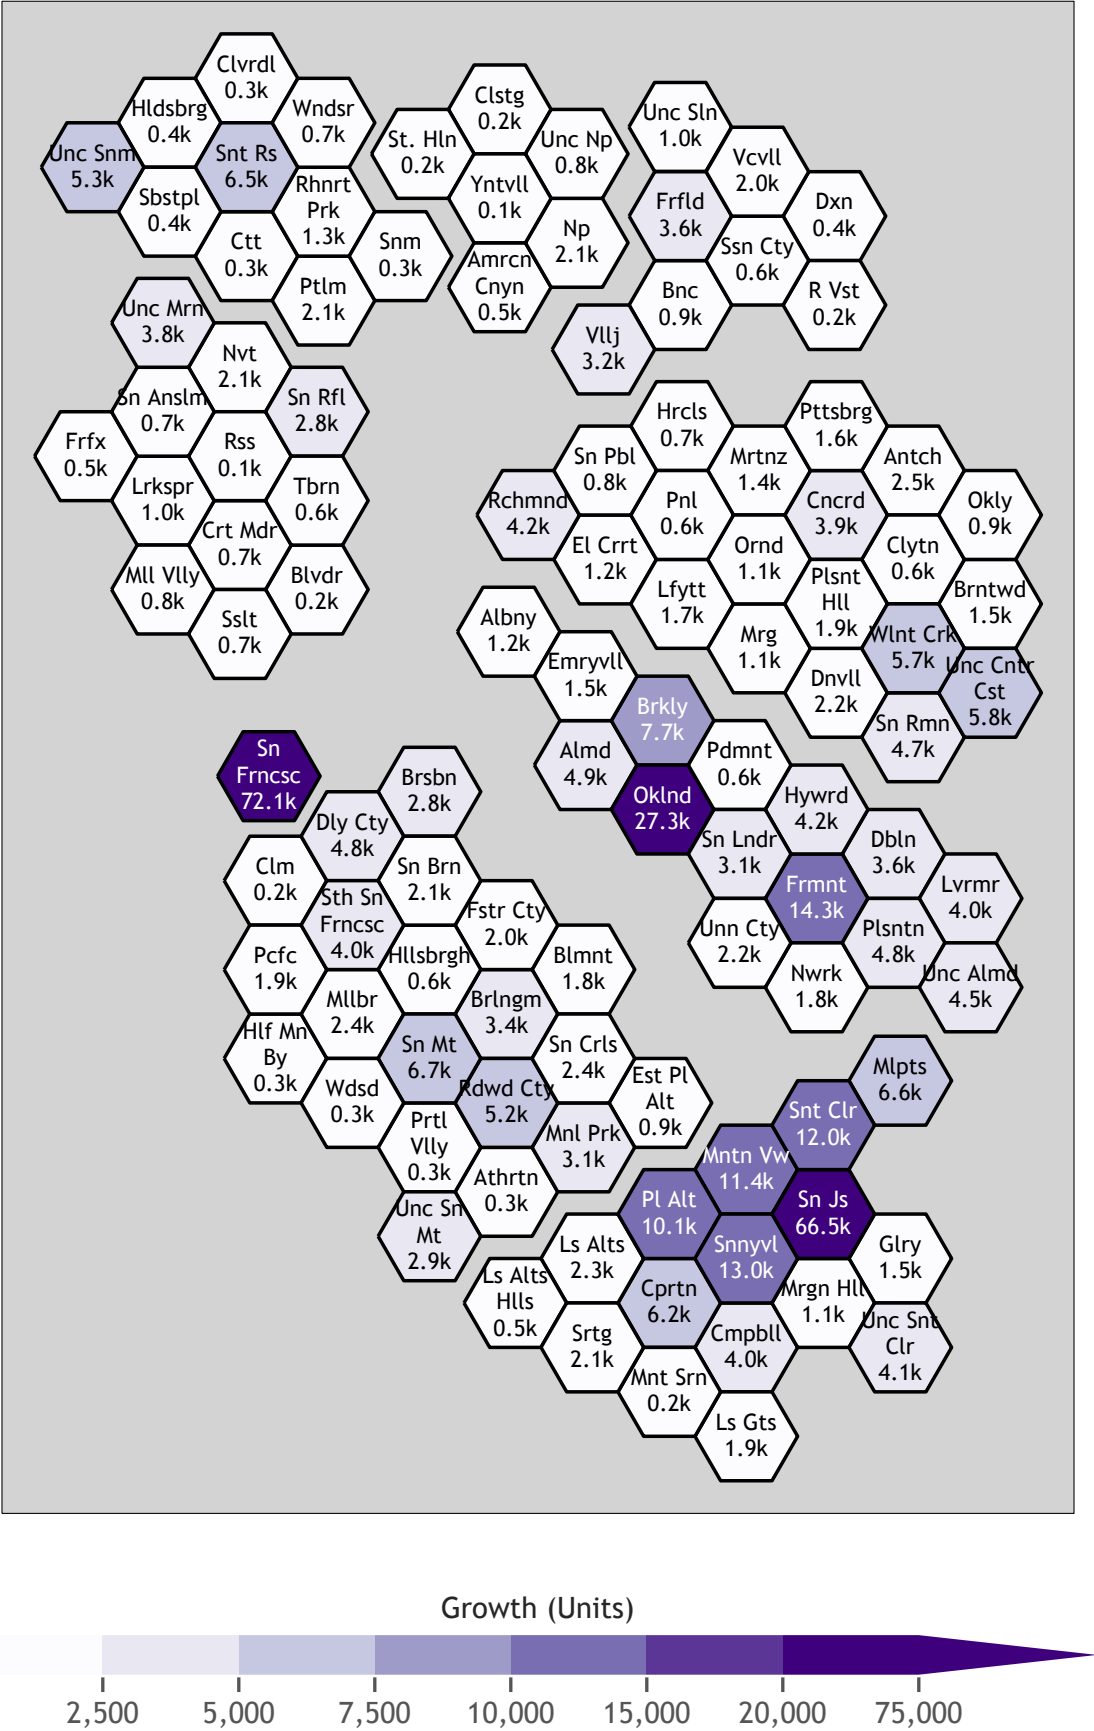 Clvrdl
0.3k
Hldsbrg
0.4k
Wndsr
0.7k
Unc Snm
5.3k
Snt Rs
6.5k
Sbstpl
0.4k
Rhnrt
Prk
1.3k
Ctt
0.3k
Snm
0.3k
Ptlm
2.1k
Clstg
0.2k
St. Hln
0.2k
Unc Np
0.8k
Yntvll
0.1k
Np
2.1k
Amrcn
Cnyn
0.5k
Unc Sln
1.0k
Vcvll
2.0k
Frfld
3.6k
Dxn
0.4k
Ssn Cty
0.6k
Bnc
0.9k
R Vst
0.2k
Vllj
3.2k
Unc Mrn
3.8k
Nvt
2.1k
Sn Anslm
0.7k
Sn Rfl
2.8k
Frfx
0.5k
Rss
0.1k
Lrkspr
1.0k
Tbrn
0.6k
Crt Mdr
0.7k
Mll Vlly
0.8k
Blvdr
0.2k
Sslt
0.7k
Hrcls
0.7k
Pttsbrg
1.6k
Sn Pbl
0.8k
Mrtnz
1.4k
Antch
2.5k
Rchmnd
4.2k
Pnl
0.6k
Cncrd
3.9k
Okly
0.9k
El Crrt
1.2k
Ornd
1.1k
Clytn
0.6k
Lfytt
1.7k
Plsnt
Hll
1.9k
Brntwd
1.5k
Mrg
1.1k
Wlnt Crk
5.7k
Dnvll
2.2k
Unc Cntr
Cst
5.8k
Sn Rmn
4.7k
Albny
1.2k
Emryvll
1.5k
Brkly
7.7k
Almd
4.9k
Pdmnt
0.6k
Oklnd
27.3k
Hywrd
4.2k
Sn Lndr
3.1k
Dbln
3.6k
Frmnt
14.3k
Lvrmr
4.0k
Unn Cty
2.2k
Plsntn
4.8k
Nwrk
1.8k
Unc Almd
4.5k
Sn
Frncsc
72.1k
Brsbn
2.8k
Dly Cty
4.8k
Clm
0.2k
Sn Brn
2.1k
Sth Sn
Frncsc
4.0k
Fstr Cty
2.0k
Pcfc
1.9k
Hllsbrgh
0.6k
Blmnt
1.8k
Mllbr
2.4k
Brlngm
3.4k
Hlf Mn
By
0.3k
Sn Mt
6.7k
Sn Crls
2.4k
Wdsd
0.3k
Rdwd Cty
5.2k
Est Pl
Alt
0.9k
Prtl
Vlly
0.3k
Mnl Prk
3.1k
Athrtn
0.3k
Unc Sn
Mt
2.9k
Mlpts
6.6k
Snt Clr
12.0k
Mntn Vw
11.4k
Pl Alt
10.1k
Sn Js
66.5k
Ls Alts
2.3k
Snnyvl
13.0k
Glry
1.5k
Ls Alts
Hlls
0.5k
Cprtn
6.2k
Mrgn Hll
1.1k
Srtg
2.1k
Cmpbll
4.0k
Unc Snt
Clr
4.1k
Mnt Srn
0.2k
Ls Gts
1.9k
Growth (Units)
2,500 5,000 7,500 10,000 15,000 20,000 75,000